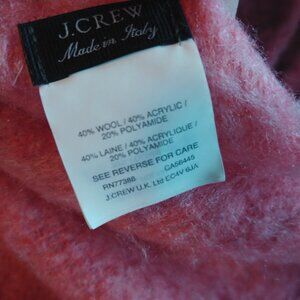 J.CREW
Made in Italy
40% WOOL / 40% ACRYLIC /
20% POLYAMIDE
40% LAINE / 40% ACRYLIQUE /
20% POLYAMIDE
SEE REVERSE FOR CARE
RN77388 CA56445
J.CREW U.K. Ltd EC4V 6JA